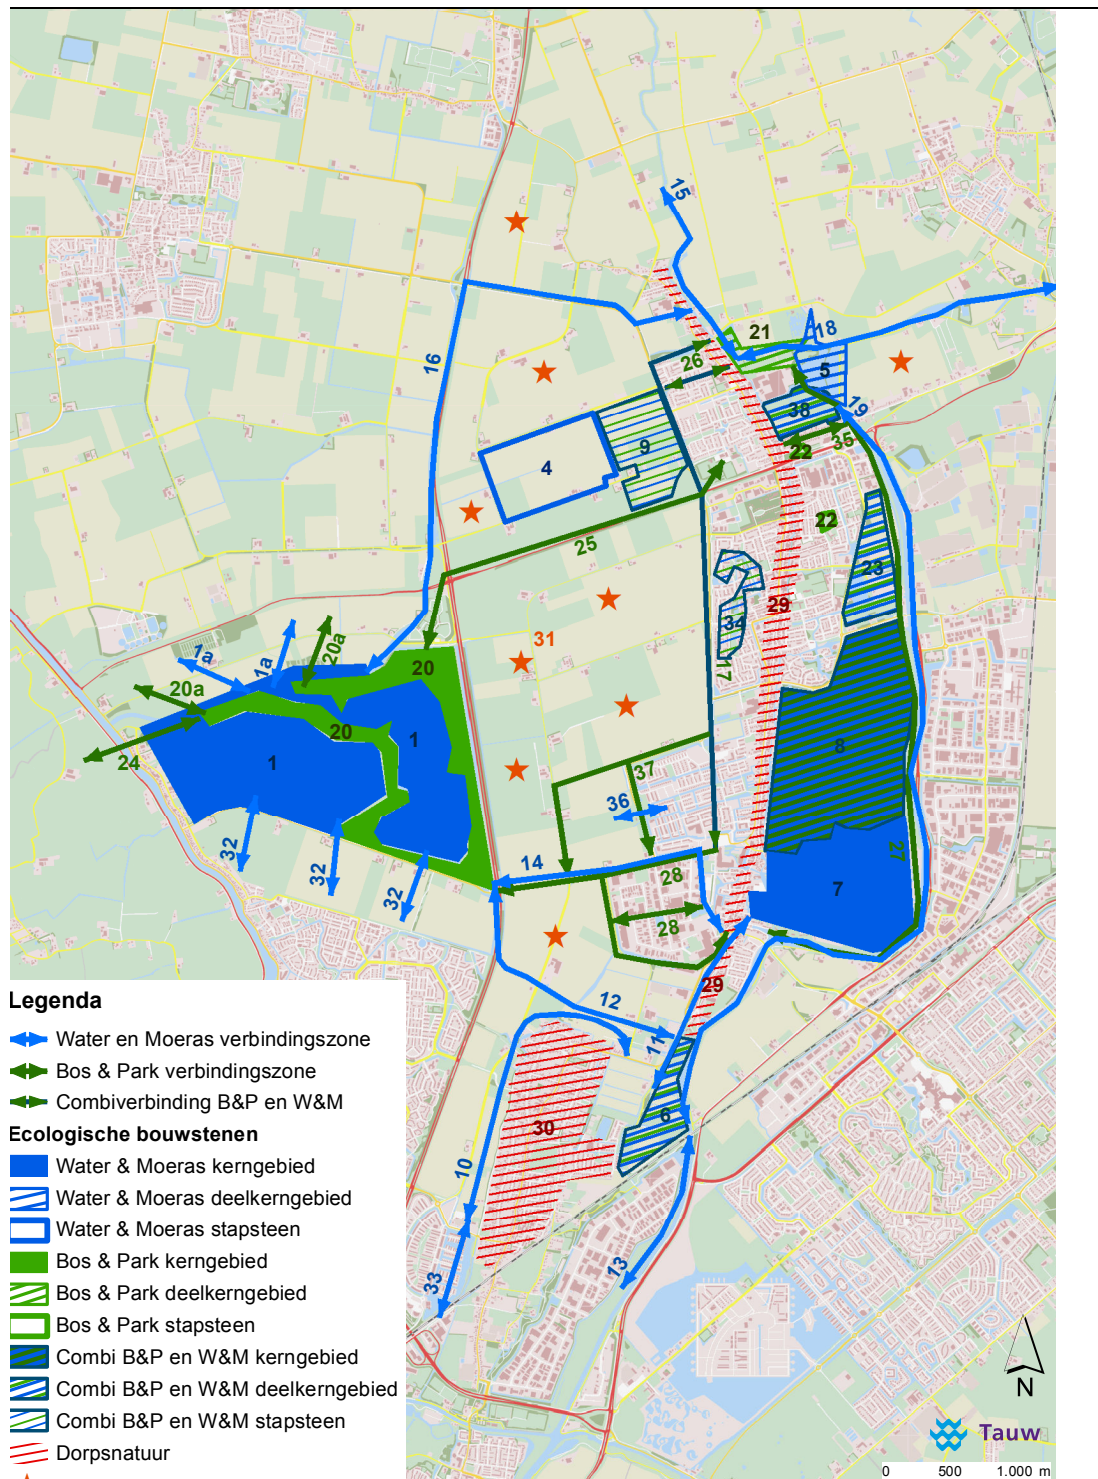 15
16
21
18
26
5
19
38
9
4
22
35
25
22
23
34
29
31
17
1a
1a
20a
20
20a
20
1
24
1
8
37
36
32
32
32
14
28
27
7
28
29
12
11
6
30
10
33
13
Legenda
Water en Moeras verbindingszone
Bos & Park verbindingszone
Combiverbinding B&P en W&M
Ecologische bouwstenen
Water & Moeras kerngebied
Water & Moeras deelkerngebied
Water & Moeras stapsteen
Bos & Park kerngebied
Bos & Park deelkerngebied
Bos & Park stapsteen
Combi B&P en W&M kerngebied
Combi B&P en W&M deelkerngebied
Combi B&P en W&M stapsteen
Dorpsnatuur
N
Tauw
0 500 1.000 m